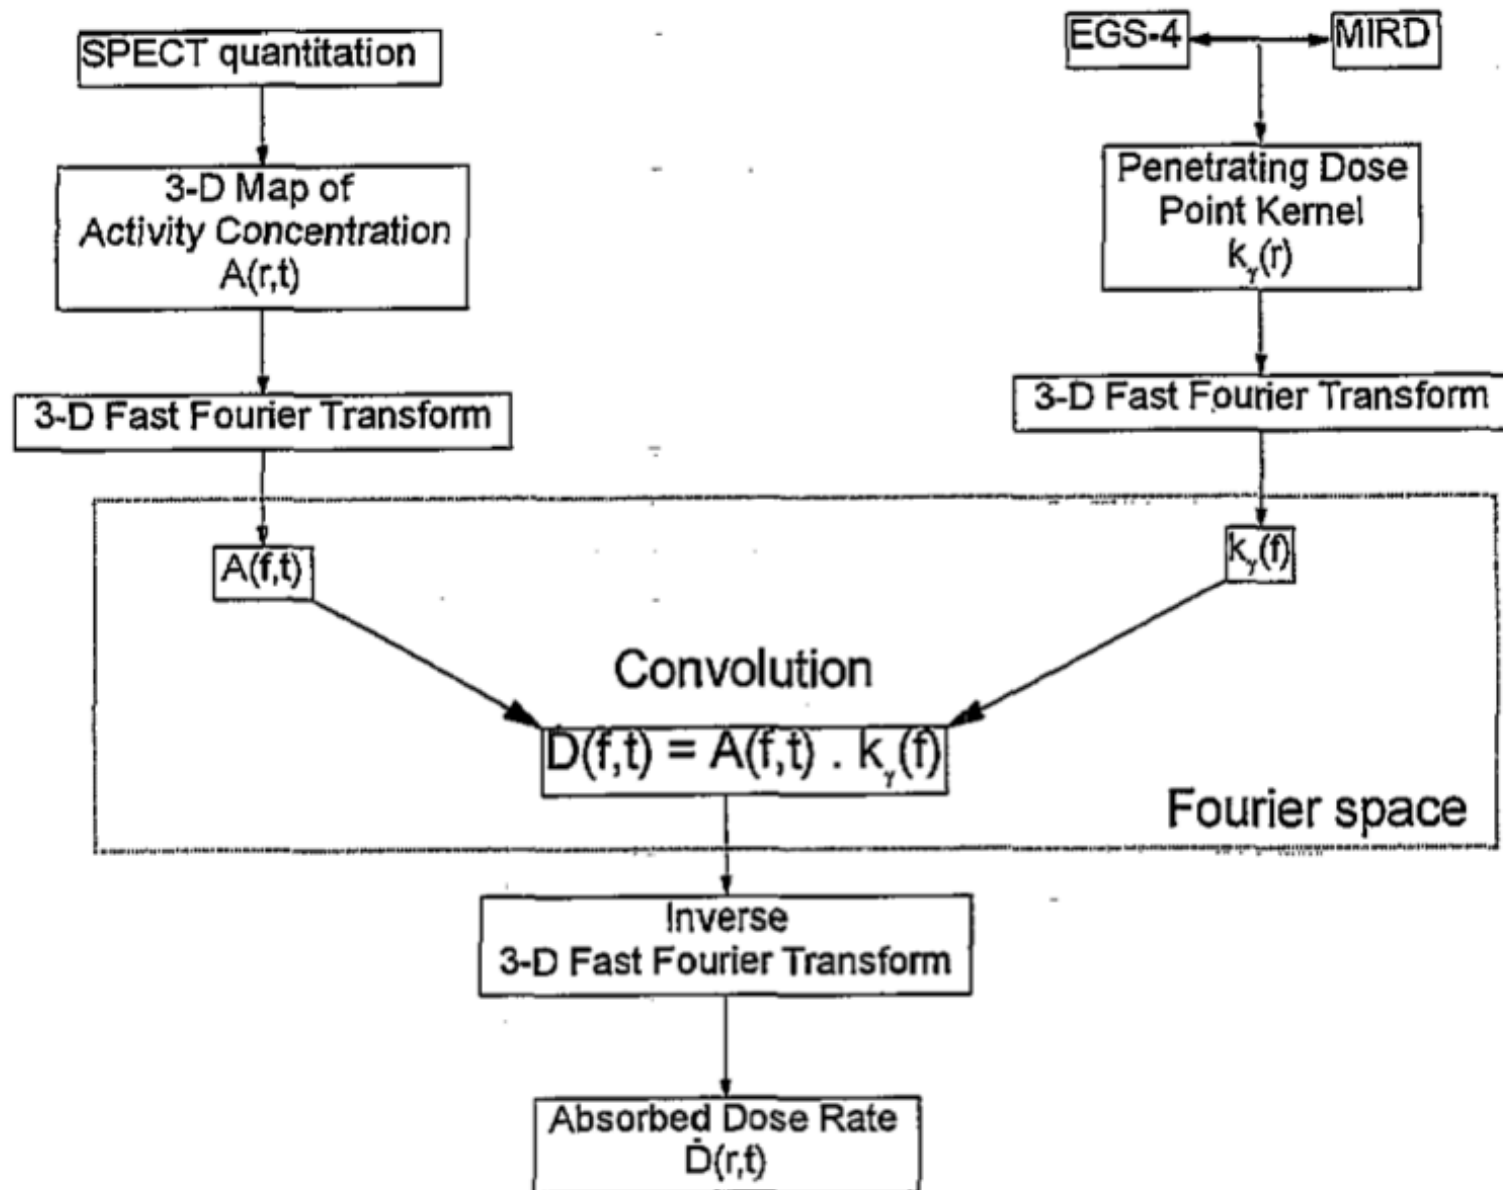 SPECT quantitation
EGS-4
MIRD
3-D Map of
Activity Concentration
A(r,t)
Penetrating Dose
Point Kernel
kᵧ(r)
3-D Fast Fourier Transform
3-D Fast Fourier Transform
A(f,t)
kᵧ(f)
Convolution
Ḋ(f,t) = A(f,t) . kᵧ(f)
Fourier space
Inverse
3-D Fast Fourier Transform
Absorbed Dose Rate
Ḋ(r,t)